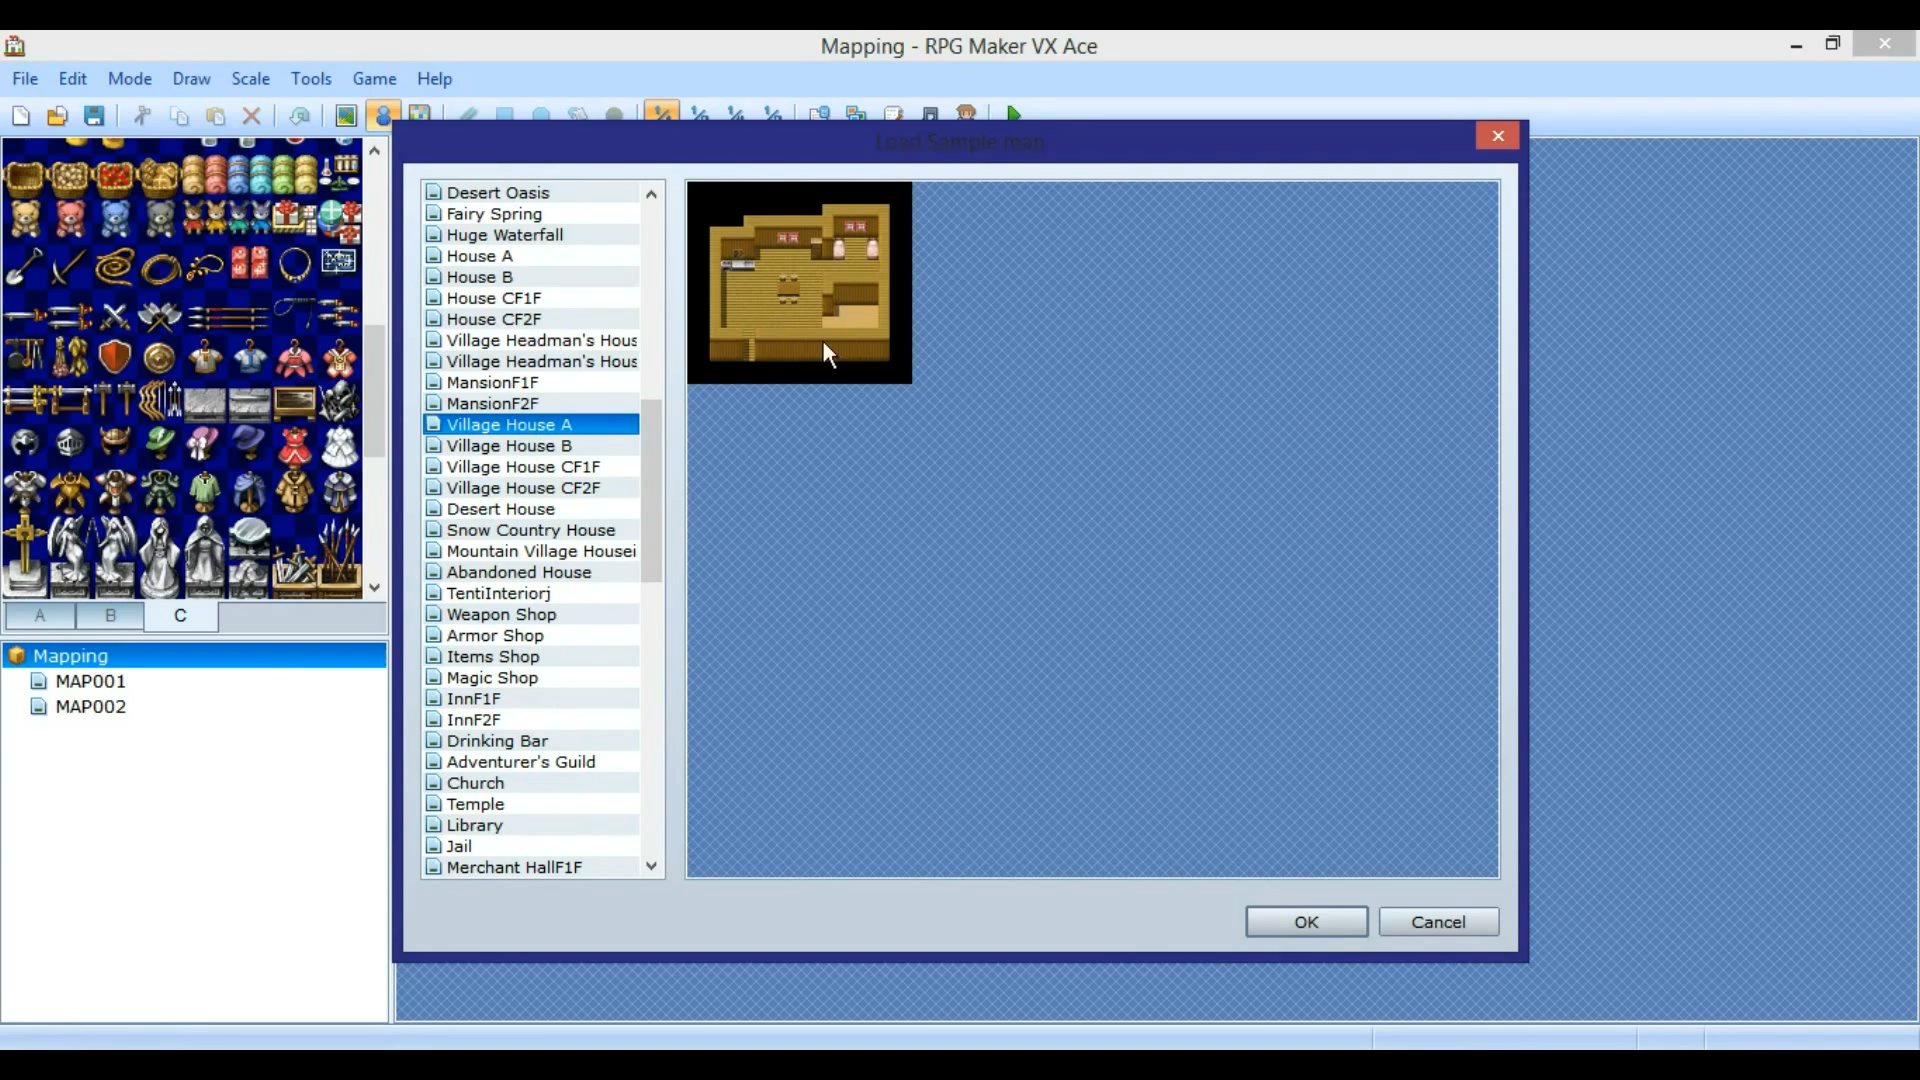 Mapping - RPG Maker VX Ace
File Edit Mode Draw Scale Tools Game Help
Load Sample map
Desert Oasis
Fairy Spring
Huge Waterfall
House A
House B
House CF1F
House CF2F
Village Headman's Hous
Village Headman's Hous
MansionF1F
MansionF2F
Village House A
Village House B
Village House CF1F
Village House CF2F
Desert House
Snow Country House
Mountain Village Housei
Abandoned House
TentiInteriorj
Weapon Shop
Armor Shop
Items Shop
Magic Shop
InnF1F
InnF2F
Drinking Bar
Adventurer's Guild
Church
Temple
Library
Jail
Merchant HallF1F
OK Cancel
A B C
Mapping
MAP001
MAP002